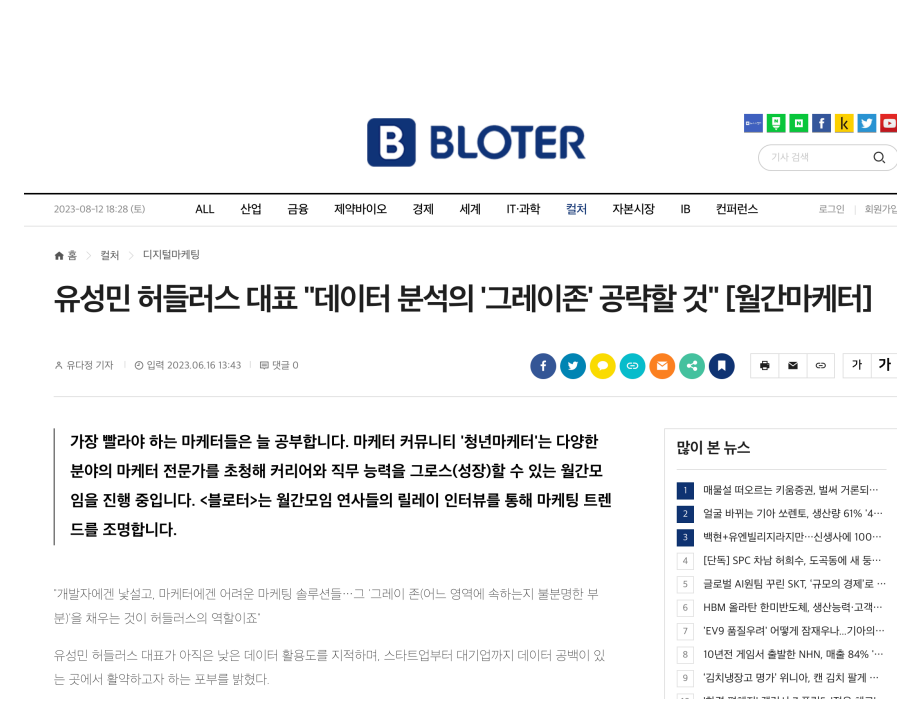 B BLOTER
기사 검색
2023-08-12 18:28 (토)
ALL 산업 금융 제약바이오 경제 세계 IT·과학 컬처 자본시장 IB 컨퍼런스
로그인 | 회원가입
홈 > 컬처 > 디지털마케팅
유성민 허들러스 대표 "데이터 분석의 '그레이존' 공략할 것" [월간마케터]
유다정 기자 | 입력 2023.06.16 13:43 | 댓글 0
가 가
가장 빨라야 하는 마케터들은 늘 공부합니다. 마케터 커뮤니티 '청년마케터'는 다양한
분야의 마케터 전문가를 초청해 커리어와 직무 능력을 그로스(성장)할 수 있는 월간모
임을 진행 중입니다. <블로터>는 월간모임 연사들의 릴레이 인터뷰를 통해 마케팅 트렌
드를 조명합니다.
"개발자에겐 낯설고, 마케터에겐 어려운 마케팅 솔루션들…그 '그레이 존(어느 영역에 속하는지 불분명한 부
분)'을 채우는 것이 허들러스의 역할이죠"
유성민 허들러스 대표가 아직은 낮은 데이터 활용도를 지적하며, 스타트업부터 대기업까지 데이터 공백이 있
는 곳에서 활약하고자 하는 포부를 밝혔다.
많이 본 뉴스
1 매물설 떠오르는 키움증권, 벌써 거론되…
2 얼굴 바뀌는 기아 쏘렌토, 생산량 61% '4…
3 백현+유엔빌리지라지만…신생사에 100…
4 [단독] SPC 차남 허희수, 도곡동에 새 둥…
5 글로벌 AI원팀 꾸린 SKT, '규모의 경제'로 …
6 HBM 올라탄 한미반도체, 생산능력·고객…
7 'EV9 품질우려' 어떻게 잠재우나...기아의…
8 10년전 게임서 출발한 NHN, 매출 84% '…
9 '김치냉장고 명가' 위니아, 캔 김치 팔게 …